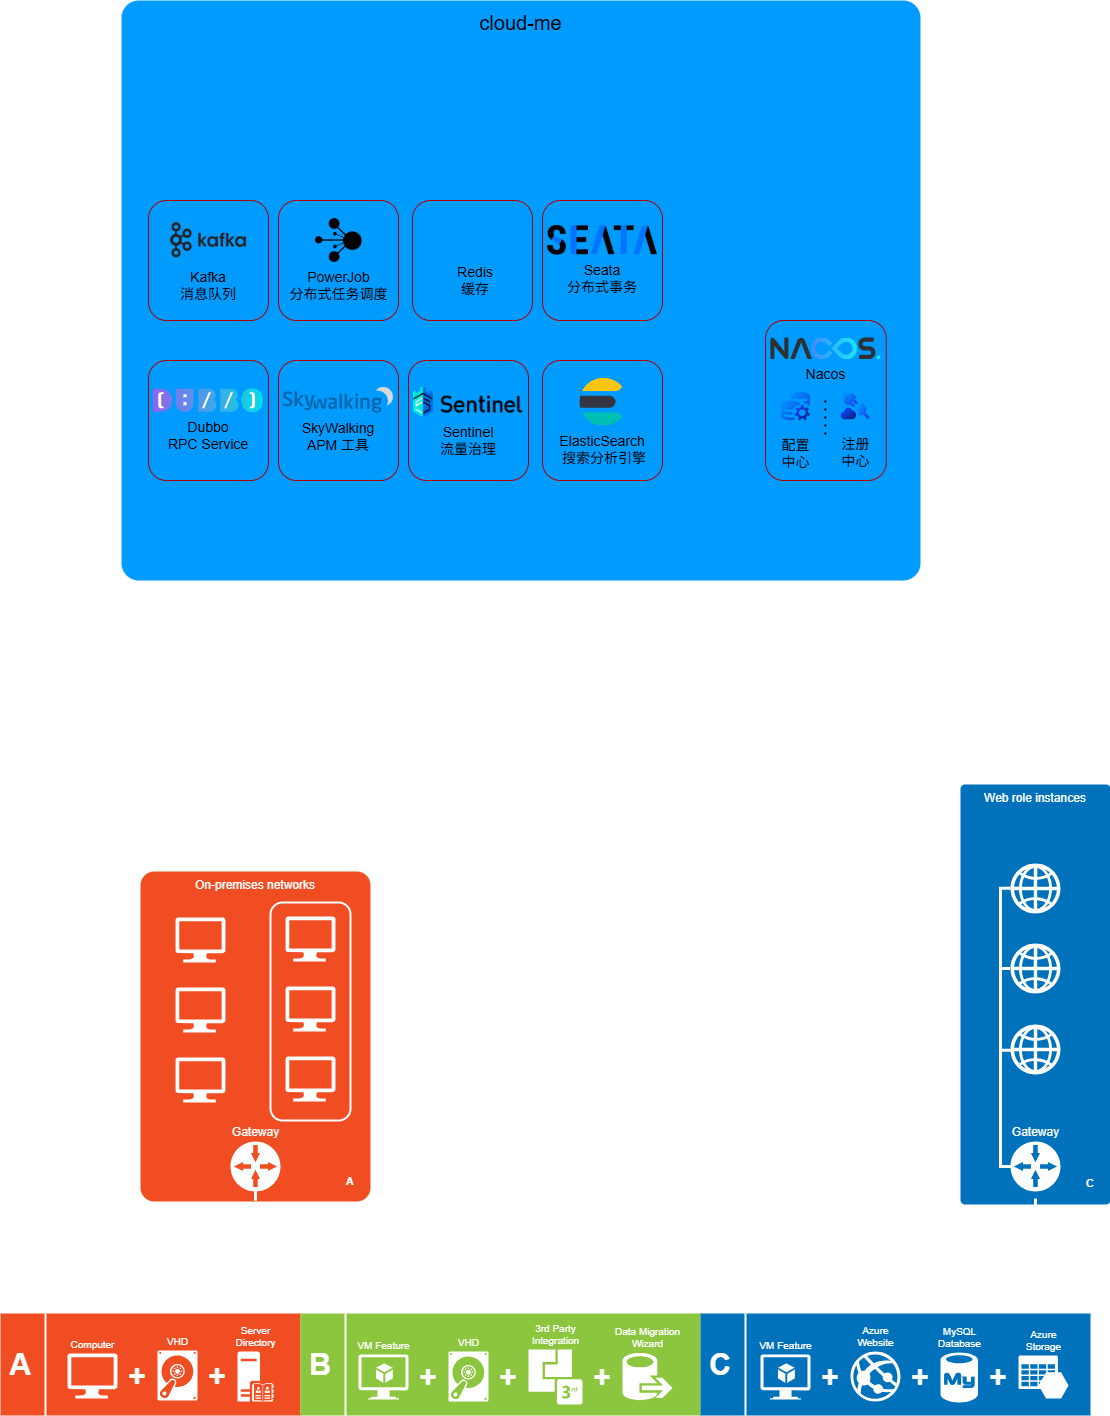 cloud-me
kafka
Kafka
消息队列
PowerJob
分布式任务调度
Redis
缓存
SEATA
Seata
分布式事务
NACOS.
Nacos
配置
中心
注册
中心
[:///]
Dubbo
RPC Service
Skywalking
SkyWalking
APM 工具
Sentinel
Sentinel
流量治理
ElasticSearch
搜索分析引擎
Web role instances
Gateway
C
On-premises networks
Gateway
A
A
Computer
VHD
Server
Directory
B
VM Feature
VHD
3rd Party
Integration
3rd
Data Migration
Wizard
C
VM Feature
Azure
Website
MySQL
Database
My
Azure
Storage